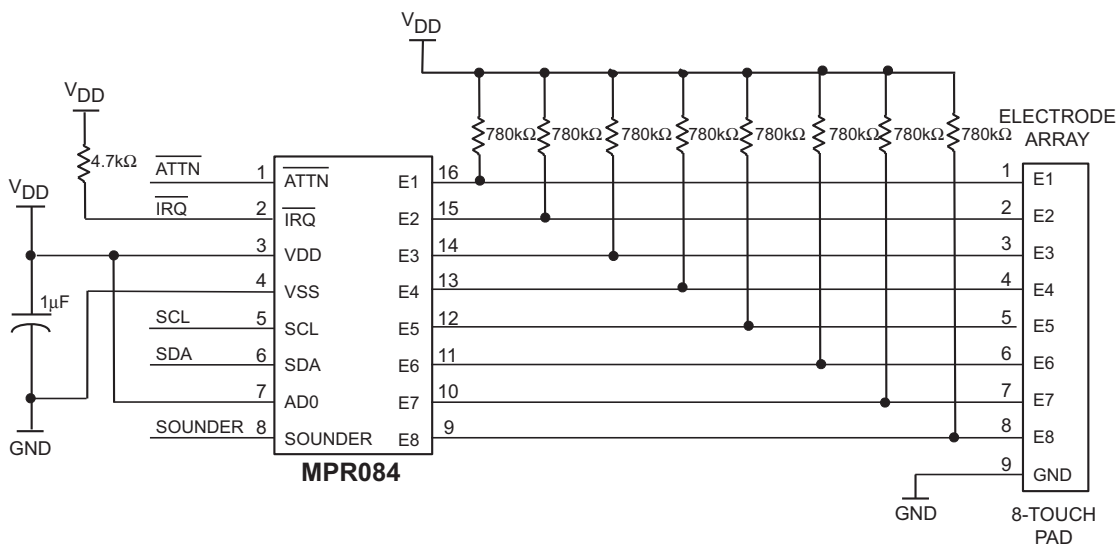 VDD
VDD
4.7kΩ
780kΩ 780kΩ 780kΩ 780kΩ 780kΩ 780kΩ 780kΩ 780kΩ
ELECTRODE
ARRAY
ATTN 1 ATTN E1 16 1 E1
VDD
IRQ 2 IRQ E2 15 2 E2
3 VDD E3 14 3 E3
4 VSS E4 13 4 E4
1μF
SCL 5 SCL E5 12 5 E5
SDA 6 SDA E6 11 6 E6
7 AD0 E7 10 7 E7
SOUNDER 8 SOUNDER E8 9 8 E8
GND
MPR084
9 GND
GND
8-TOUCH
PAD